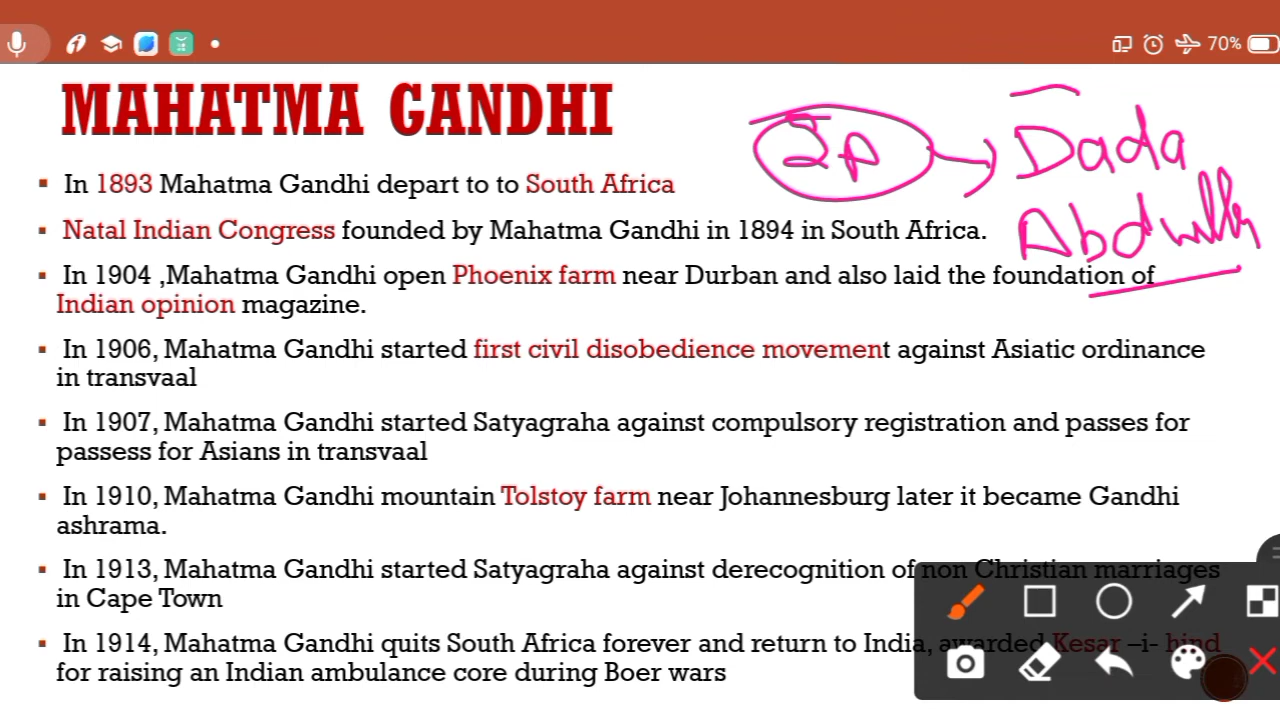 70%
MAHATMA GANDHI
Dada
Abdulla
In 1893 Mahatma Gandhi depart to to South Africa
Natal Indian Congress founded by Mahatma Gandhi in 1894 in South Africa.
In 1904 ,Mahatma Gandhi open Phoenix farm near Durban and also laid the foundation of
Indian opinion magazine.
In 1906, Mahatma Gandhi started first civil disobedience movement against Asiatic ordinance
in transvaal
In 1907, Mahatma Gandhi started Satyagraha against compulsory registration and passes for
passess for Asians in transvaal
In 1910, Mahatma Gandhi mountain Tolstoy farm near Johannesburg later it became Gandhi
ashrama.
In 1913, Mahatma Gandhi started Satyagraha against derecognition of non Christian marriages
in Cape Town
In 1914, Mahatma Gandhi quits South Africa forever and return to India, awarded Kesar –i- hind
for raising an Indian ambulance core during Boer wars